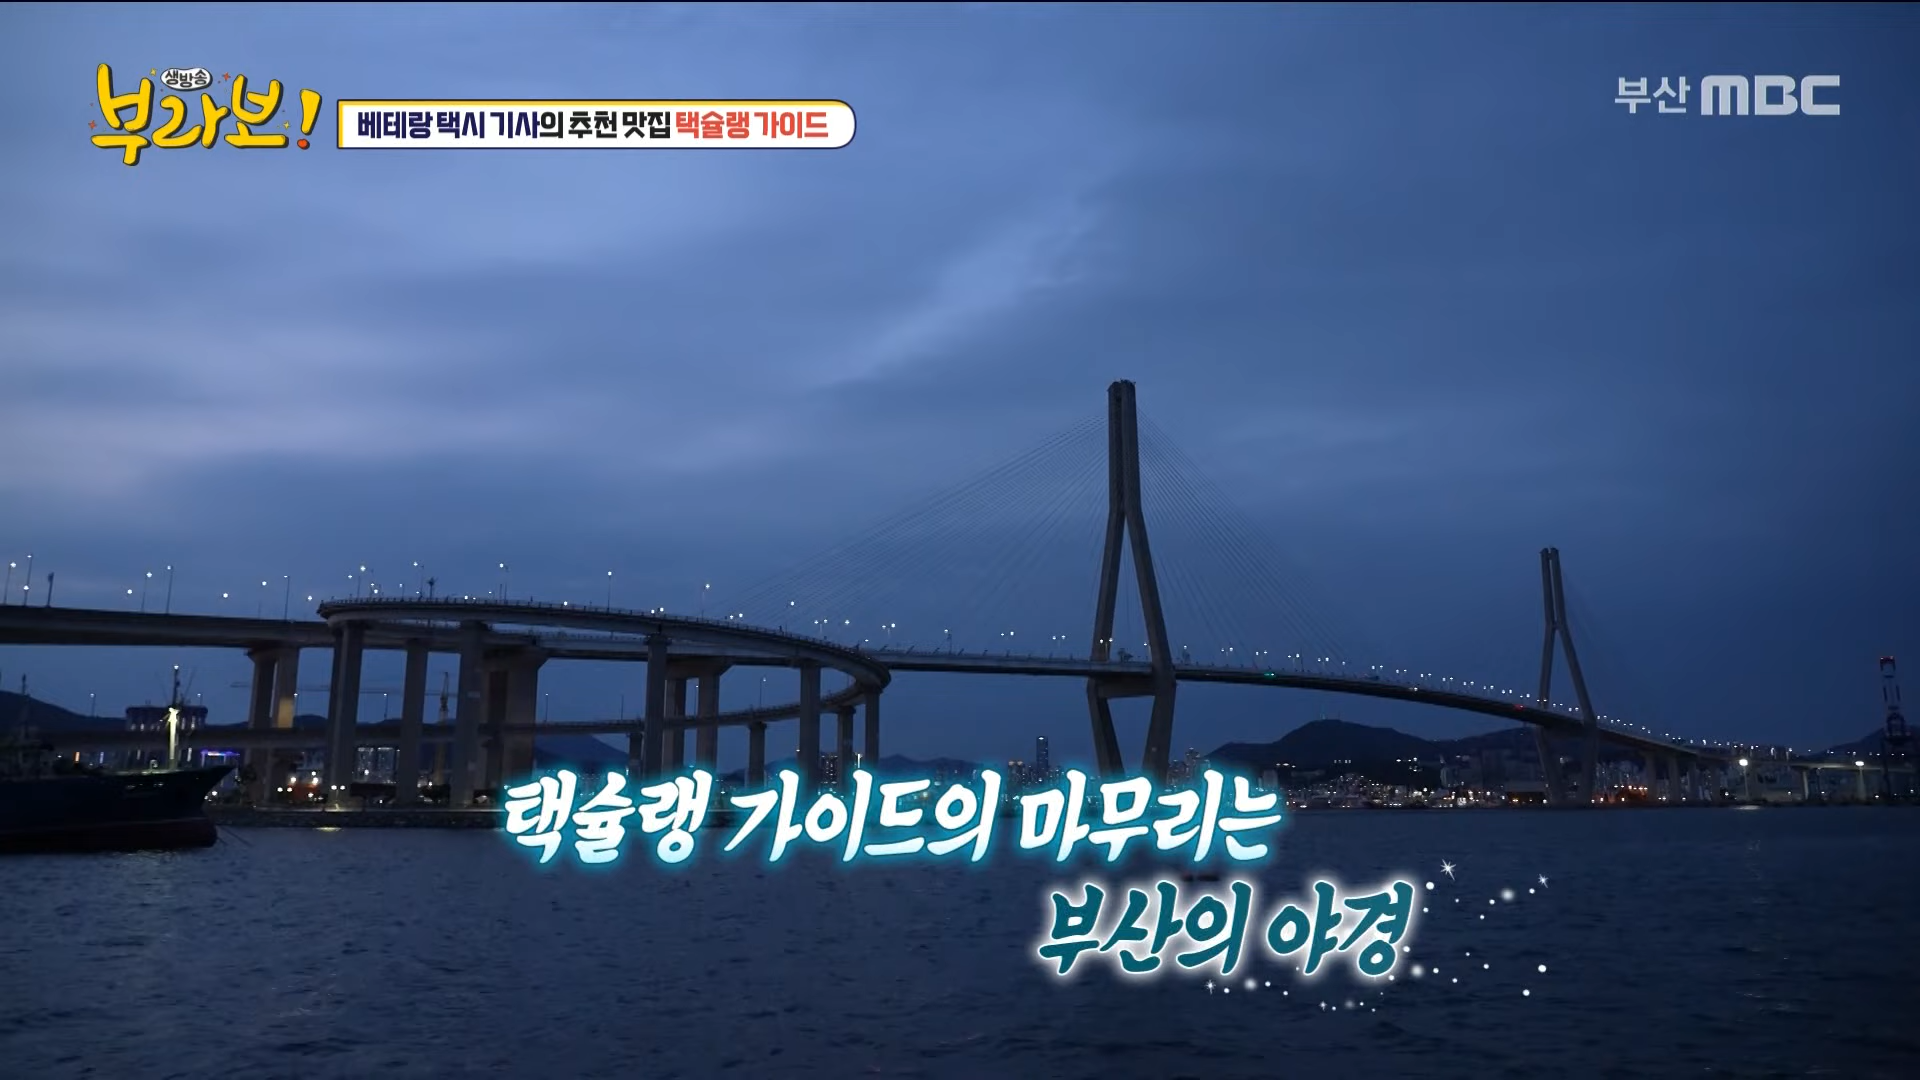 생방송
부라보!
베테랑 택시 기사의 추천 맛집 택슐랭 가이드
부산 MBC
택슐랭 가이드의 마무리는
부산의 야경